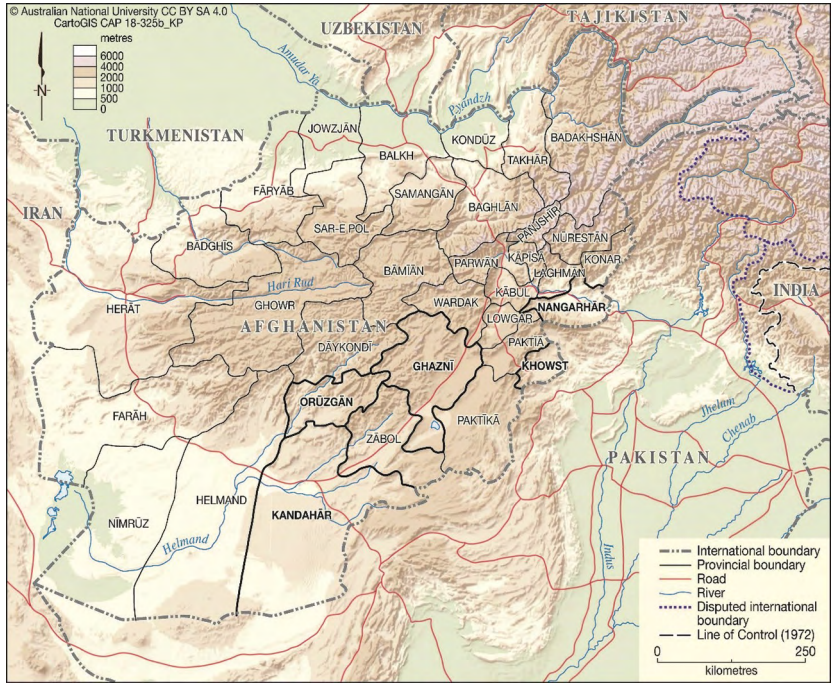 © Australian National University CC BY SA 4.0
CartoGIS CAP 18-325b_KP
metres
6000
4000
2000
1000
500
0
N
UZBEKISTAN
TAJIKISTAN
Amudar Ya
Pyandzh
TURKMENISTAN
JOWZJĀN
BALKH
KONDŪZ
TAKHĀR
BADAKHSHĀN
FĀRYĀB
SAMANGĀN
BAGHLĀN
IRAN
SAR-E POL
PANJSHIR
BĀDGHĪS
NŪRESTĀN
KAPĪSĀ
KONAR
BĀMĪĀN
PARWĀN
LAGHMĀN
Hari Rud
KĀBUL
INDIA
HERĀT
GHOWR
WARDAK
NANGARHĀR
AFGHANISTAN
LOWGAR
DĀYKONDĪ
PAKTĪĀ
GHAZNĪ
KHOWST
ORŪZGĀN
FARĀH
ZĀBOL
PAKTĪKĀ
Jhelum
Chenab
PAKISTAN
HELMAND
KANDAHĀR
NĪMRŪZ
Helmand
Indus
International boundary
Provincial boundary
Road
River
Disputed international
boundary
Line of Control (1972)
0
250
kilometres